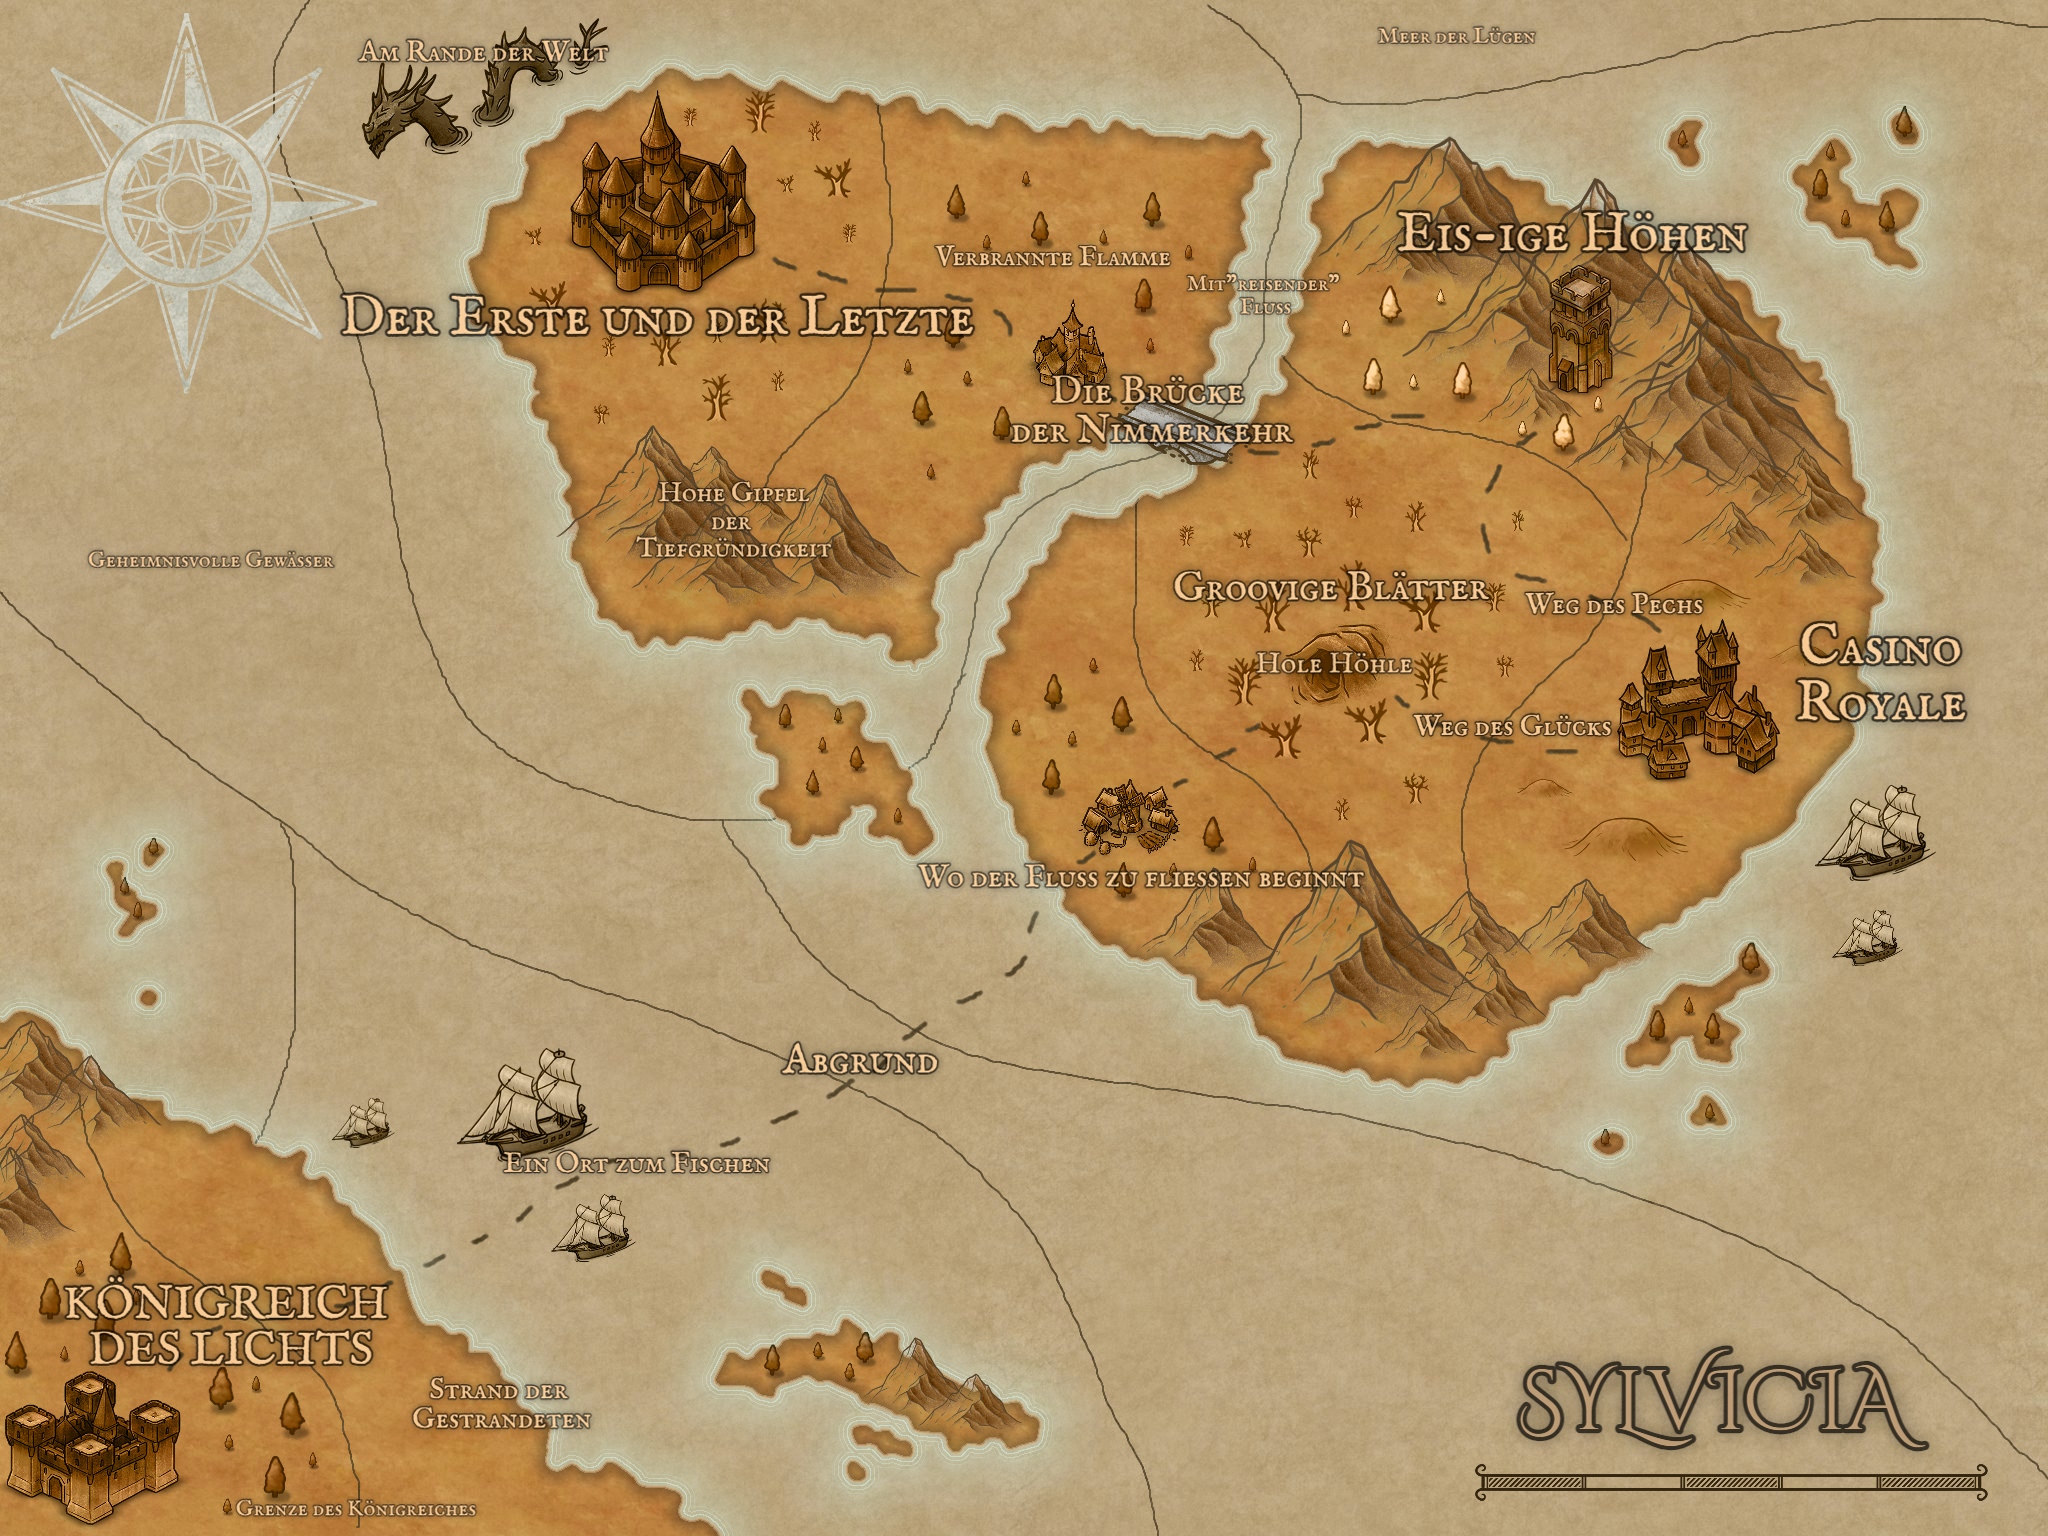 Am Rande der Welt
Meer der Lügen
Eis-ige Höhen
Verbrannte Flamme
Mit"reisender"
Fluss
Der Erste und der Letzte
Die Brücke
der Nimmerkehr
Hohe Gipfel
der
Tiefgründigkeit
Geheimnisvolle Gewässer
Groovige Blätter
Weg des Pechs
Hole Höhle
Casino
Royale
Weg des Glücks
Wo der Fluss zu fliessen beginnt
Abgrund
Ein Ort zum Fischen
KÖNIGREICH
DES LICHTS
Strand der
Gestrandeten
SYLVICIA
Grenze des Königreiches